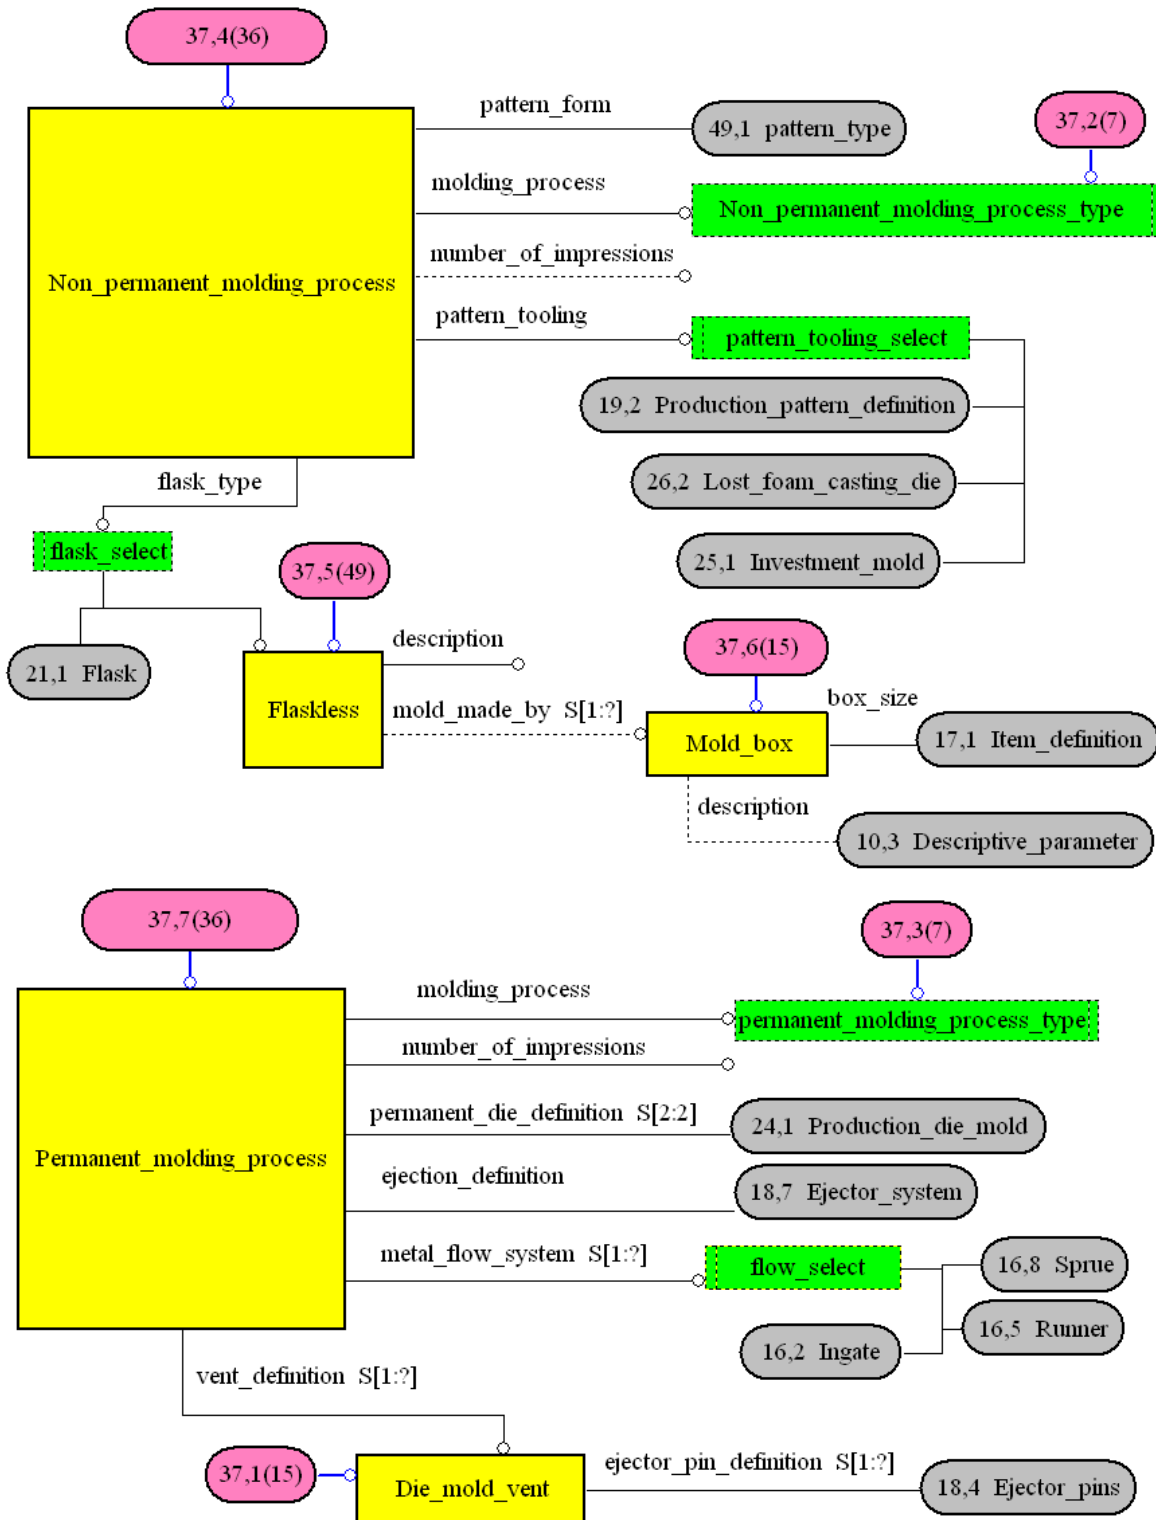 37,4(36)
pattern_form
49,1 pattern_type
37,2(7)
molding_process
Non_permanent_molding_process_type
number_of_impressions
Non_permanent_molding_process
pattern_tooling
pattern_tooling_select
19,2 Production_pattern_definition
26,2 Lost_foam_casting_die
25,1 Investment_mold
flask_type
flask_select
37,5(49)
21,1 Flask
description
Flaskless
mold_made_by S[1:?]
37,6(15)
box_size
Mold_box
17,1 Item_definition
description
10,3 Descriptive_parameter
37,7(36)
37,3(7)
molding_process
permanent_molding_process_type
number_of_impressions
permanent_die_definition S[2:2]
24,1 Production_die_mold
Permanent_molding_process
ejection_definition
18,7 Ejector_system
metal_flow_system S[1:?]
flow_select
16,8 Sprue
16,5 Runner
16,2 Ingate
vent_definition S[1:?]
37,1(15)
Die_mold_vent
ejector_pin_definition S[1:?]
18,4 Ejector_pins